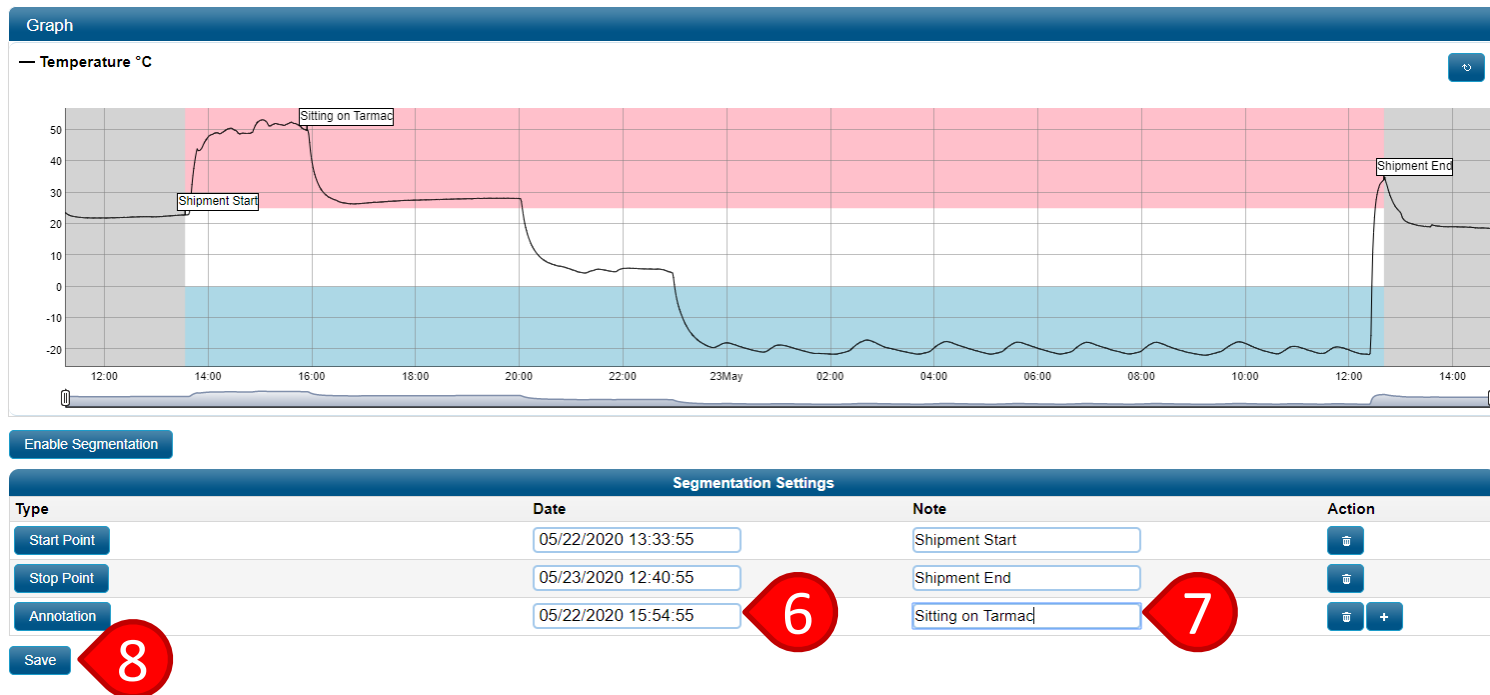 Graph
Temperature °C
Sitting on Tarmac
Shipment End
Shipment Start
50
40
30
20
10
0
-10
-20
12:00 14:00 16:00 18:00 20:00 22:00 23May 02:00 04:00 06:00 08:00 10:00 12:00 14:00
Enable Segmentation
Segmentation Settings
Type Date Note Action
Start Point 05/22/2020 13:33:55 Shipment Start
Stop Point 05/23/2020 12:40:55 Shipment End
Annotation 05/22/2020 15:54:55 6 Sitting on Tarmac 7 +
Save 8